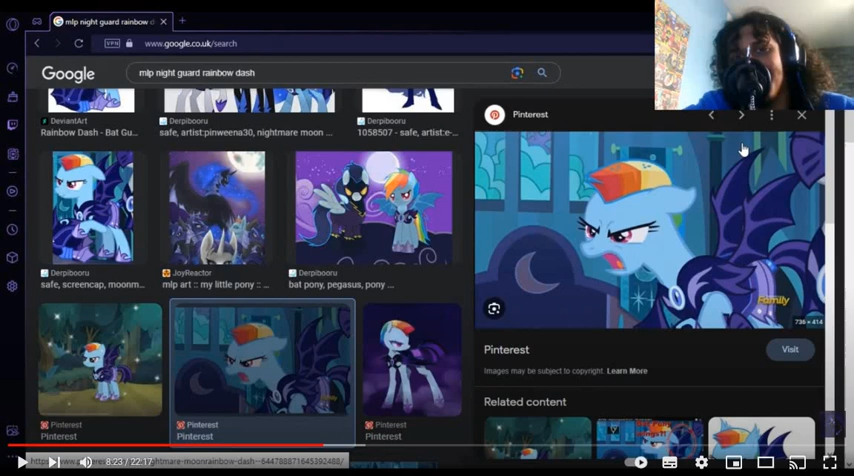 mlp night guard rainbow dash
VPN
www.google.co.uk/search
Google
mlp night guard rainbow dash
DeviantArt
Rainbow Dash - Bat Gu...
Derpibooru
safe, artist:pinweena30, nightmare moon ...
Derpibooru
1058507 - safe, artist:e-...
Pinterest
Derpibooru
safe, screencap, moonm...
JoyReactor
mlp art :: my little pony :: ...
Derpibooru
bat pony, pegasus, pony ...
Family
736 × 414
Pinterest
Visit
Images may be subject to copyright. Learn More
Related content
Family
Pinterest
Pinterest
Pinterest
Pinterest
Pinterest
Pinterest
8:23 / 22:17